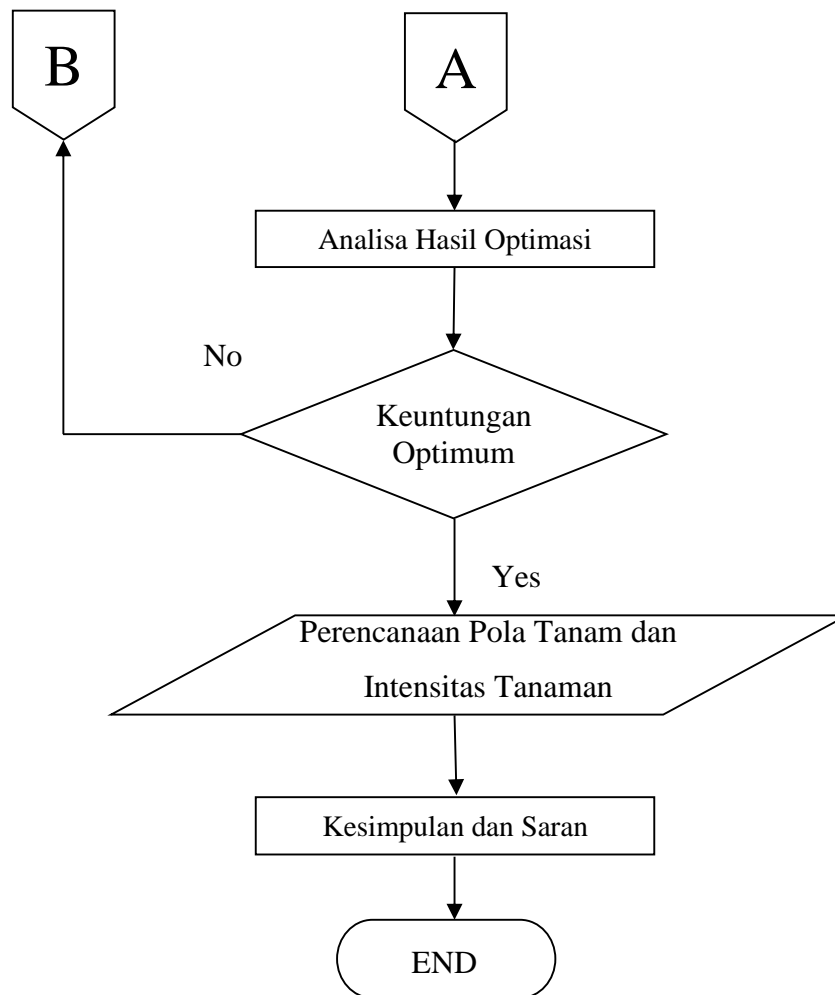 B
A
Analisa Hasil Optimasi
No
Keuntungan
Optimum
Yes
Perencanaan Pola Tanam dan
Intensitas Tanaman
Kesimpulan dan Saran
END